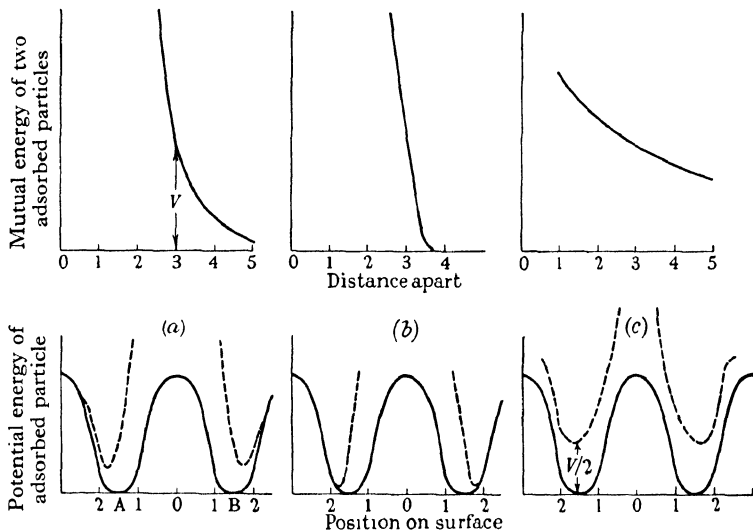 Mutual energy of two
adsorbed particles
V
0 1 2 3 4 5
0 1 2 3 4
0 1 2 3 4 5
Distance apart
(a)
(b)
(c)
Potential energy of
adsorbed particle
V/2
2 A 1 0 1 B 2
2 1 0 1 2
2 1 0 1 2
Position on surface